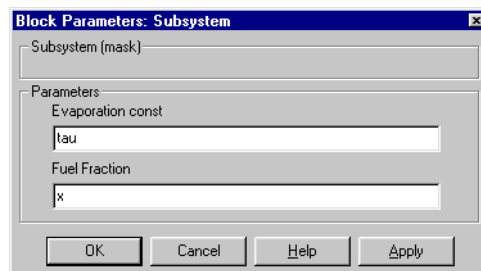 Block Parameters: Subsystem
Subsystem (mask)
Parameters
Evaporation const
tau
Fuel Fraction
x
OK Cancel Help Apply